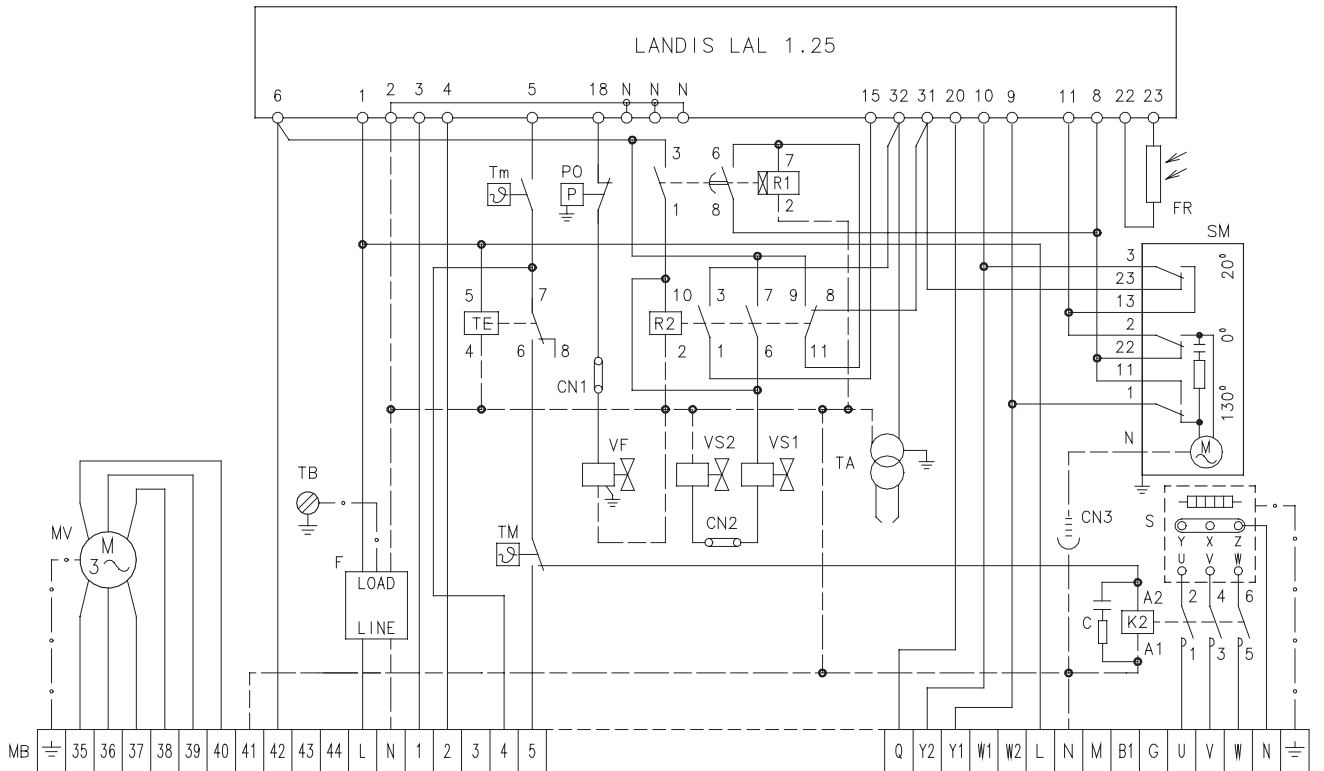 LANDIS LAL 1.25
6 1 2 3 4 5 18 N N N 15 32 31 20 10 9 11 8 22 23
3 6 7
Tm PO
P R1
1 8 2 FR
SM
3 20°
23
5 7 10 3 7 9 8 13
TE R2 2 0°
4 6 8 2 1 6 11 22
CN1 11
1 130°
VF VS2 VS1 TA N M
TB
CN2 CN3 S
MV TM Y X Z
M F U V W
3 LOAD
A2 2 4 6
LINE C K2
A1 1 3 5
MB 35 36 37 38 39 40 41 42 43 44 L N 1 2 3 4 5 Q Y2 Y1 W1 W2 L N M B1 G U V W N